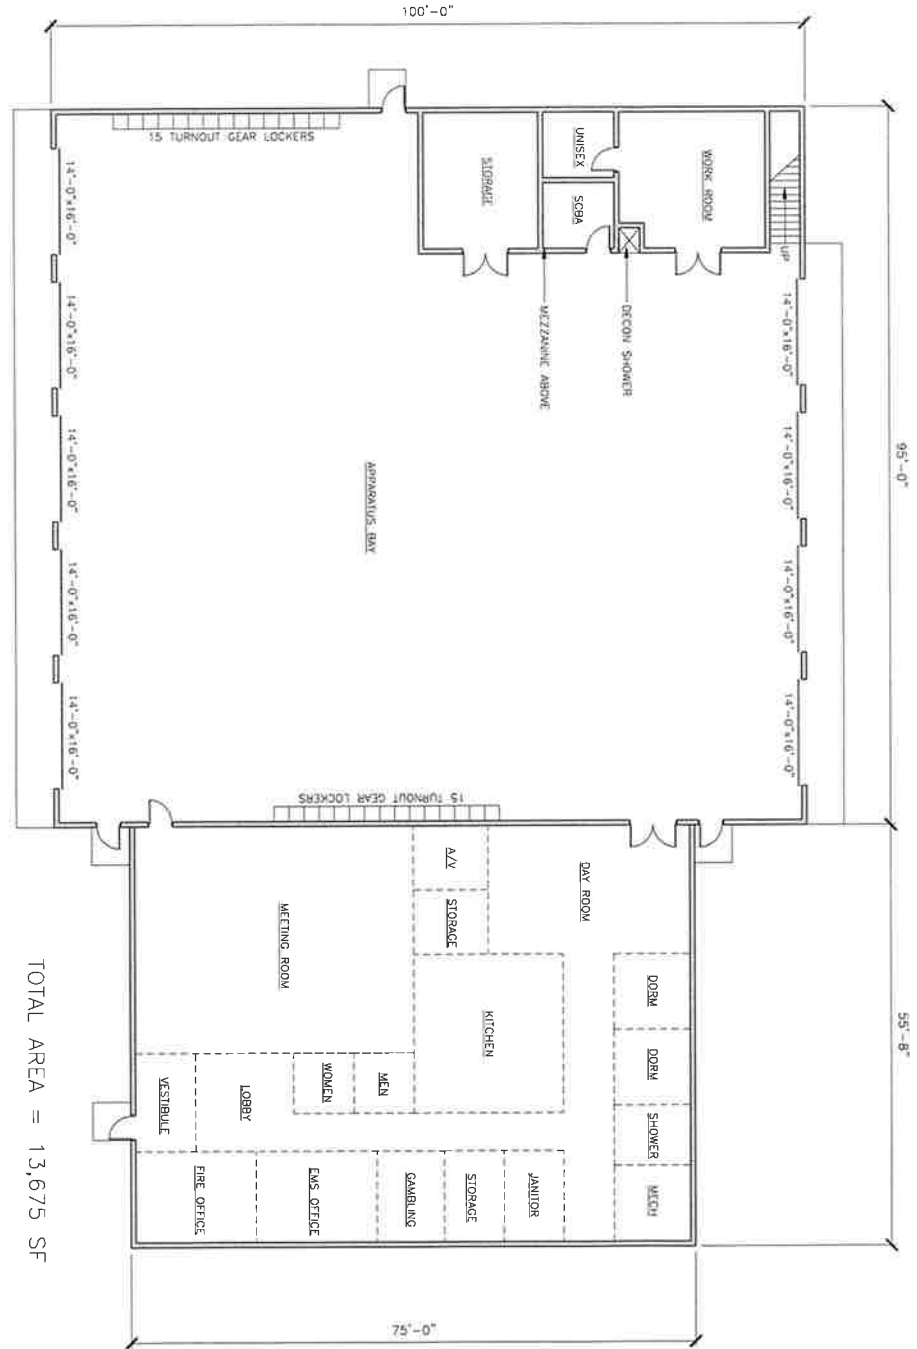 100'-0"
15 TURNOUT GEAR LOCKERS
UNISEX
WORK ROOM
STORAGE
SCBA
UP
14'-0"x16'-0"
14'-0"x16'-0"
14'-0"x16'-0"
DECON SHOWER
MEZZANINE ABOVE
95'-0"
14'-0"x16'-0"
14'-0"x16'-0"
APPARATUS BAY
14'-0"x16'-0"
14'-0"x16'-0"
14'-0"x16'-0"
14'-0"x16'-0"
15 TURNOUT GEAR LOCKERS
A/V
DAY ROOM
STORAGE
MEETING ROOM
DORM
KITCHEN
DORM
55'-8"
MEN
WOMEN
LOBBY
VESTIBULE
SHOWER
FIRE OFFICE
EMS OFFICE
GAMBLING
STORAGE
JANITOR
MECH
TOTAL AREA = 13,675 SF
75'-0"